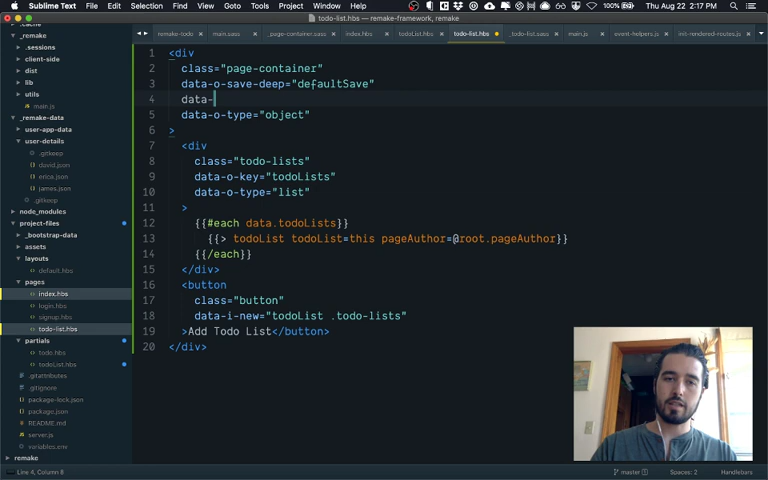 Sublime Text File Edit Selection Find View Goto Tools Project Window Help 100% Thu Aug 22 2:17 PM
todo-list.hbs — remake-framework, remake
remake-todo main.sass _page-container.sass index.hbs todoList.hbs todo-list.hbs _todo-list.sass main.js event-helpers.js init-rendered-routes.js
.cache
_remake
.sessions
client-side
dist
lib
utils
main.js
_remake-data
user-app-data
user-details
.gitkeep
david.json
erico.json
james.json
.gitkeep
node_modules
project-files
_bootstrap-data
assets
layouts
default.hbs
pages
index.hbs
login.hbs
signup.hbs
todo-list.hbs
partials
todo.hbs
todoList.hbs
.gitattributes
.gitignore
package-lock.json
package.json
README.md
server.js
variables.env
remake
1 <div
2 class="page-container"
3 data-o-save-deep="defaultSave"
4 data-
5 data-o-type="object"
6 >
7 <div
8 class="todo-lists"
9 data-o-key="todoLists"
10 data-o-type="list"
11 >
12 {{#each data.todoLists}}
13 {{> todoList todoList=this pageAuthor=@root.pageAuthor}}
14 {{/each}}
15 </div>
16 <button
17 class="button"
18 data-i-new="todoList .todo-lists"
19 >Add Todo List</button>
20 </div>
Line 4, Column 8 master Spaces: 2 Handlebars